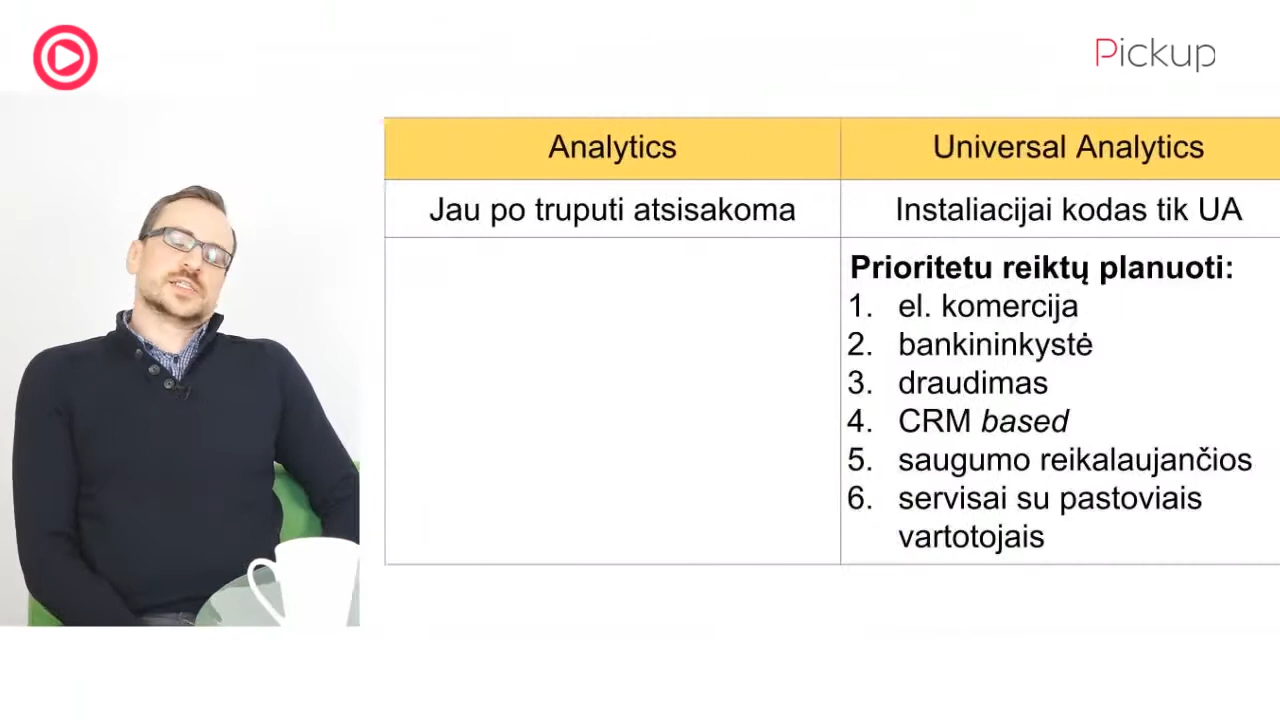 Pickup
Analytics
Universal Analytics
Jau po truputi atsisakoma
Instaliacijai kodas tik UA
Prioritetu reiktų planuoti:
1. el. komercija
2. bankininkystė
3. draudimas
4. CRM based
5. saugumo reikalaujančios
6. servisai su pastoviais
vartotojais